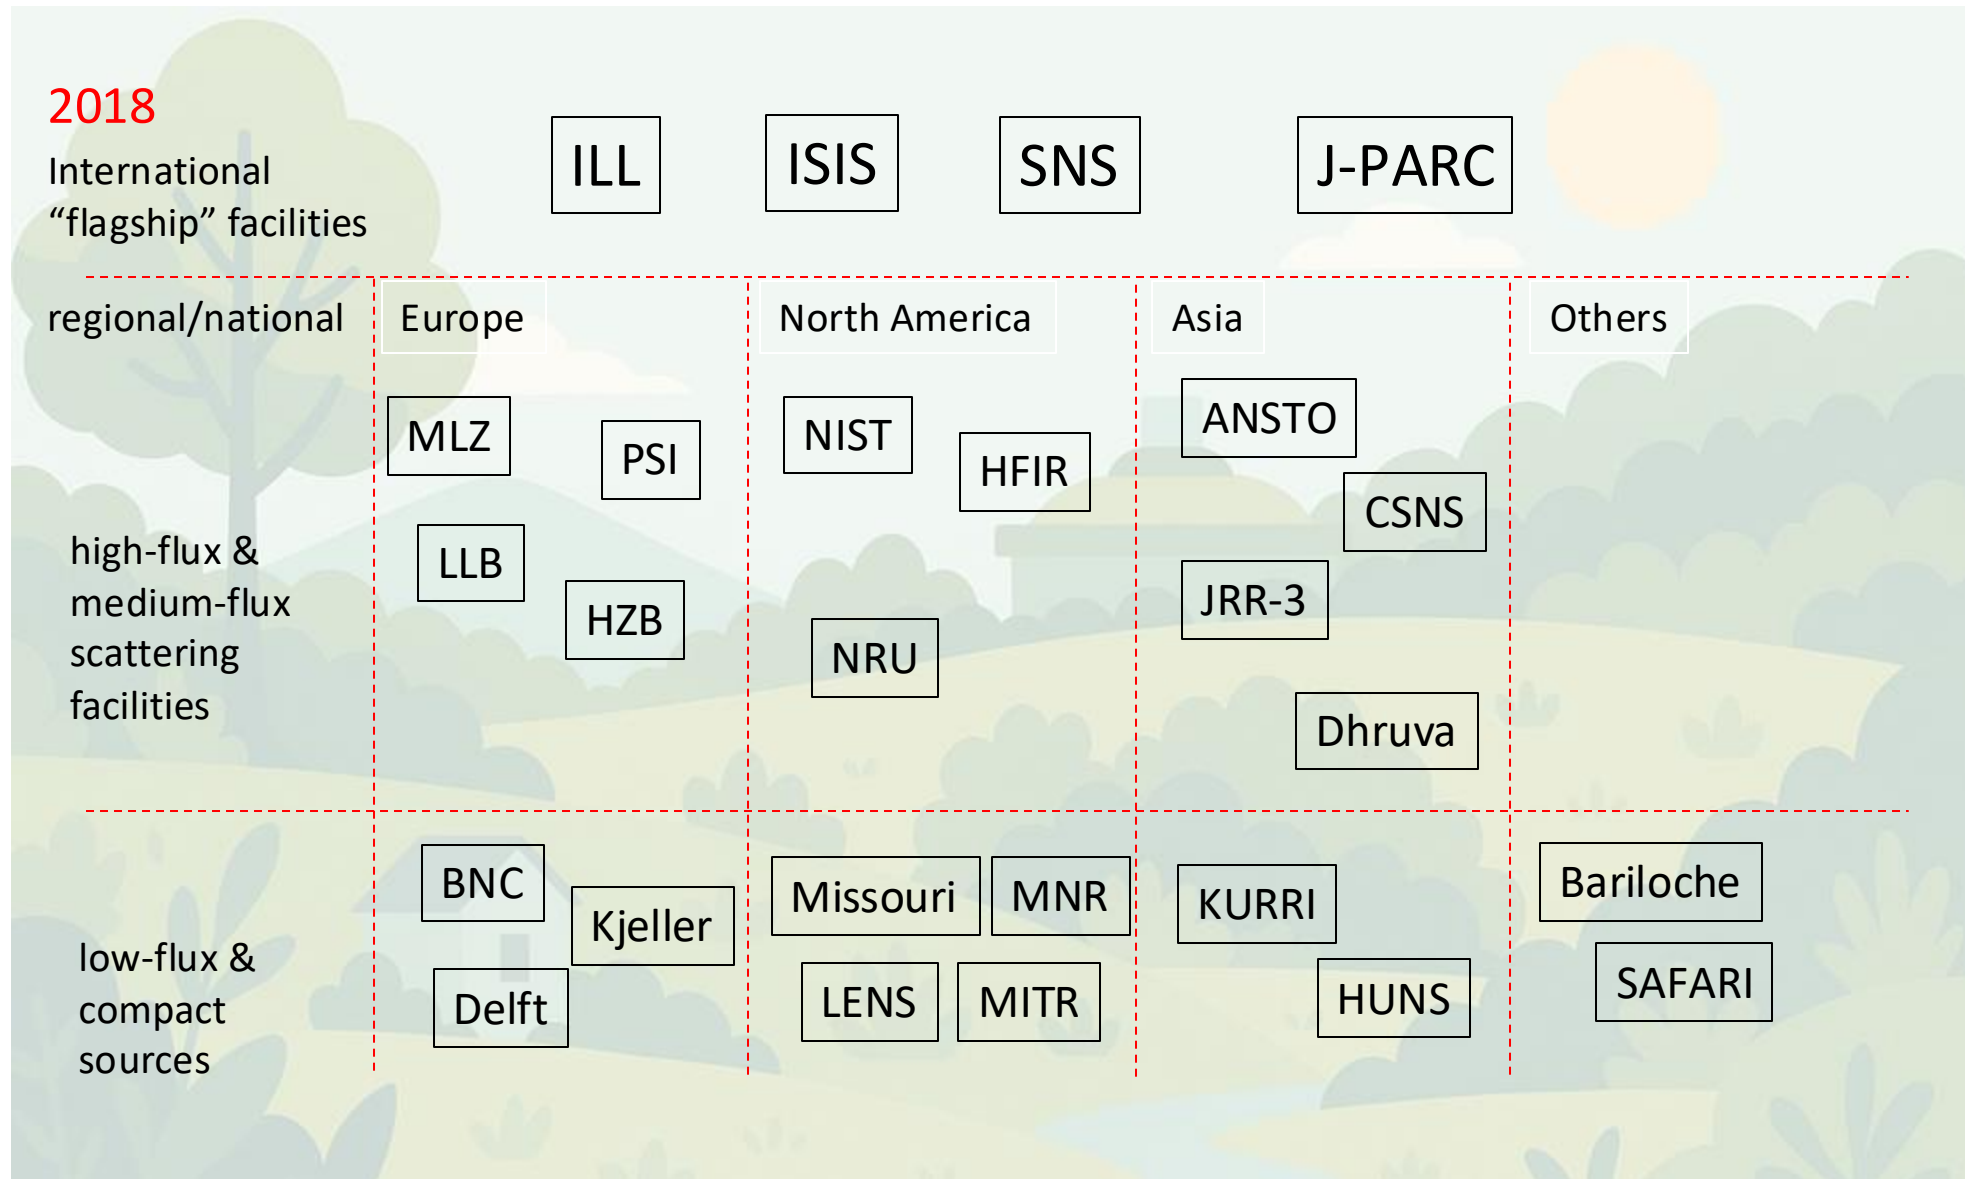 2018
International
“flagship” facilities
ILL
ISIS
SNS
J-PARC
regional/national
Europe
North America
Asia
Others
high-flux &
medium-flux
scattering
facilities
MLZ
PSI
LLB
HZB
NIST
HFIR
NRU
ANSTO
CSNS
JRR-3
Dhruva
low-flux &
compact
sources
BNC
Kjeller
Delft
Missouri
MNR
LENS
MITR
KURRI
HUNS
Bariloche
SAFARI